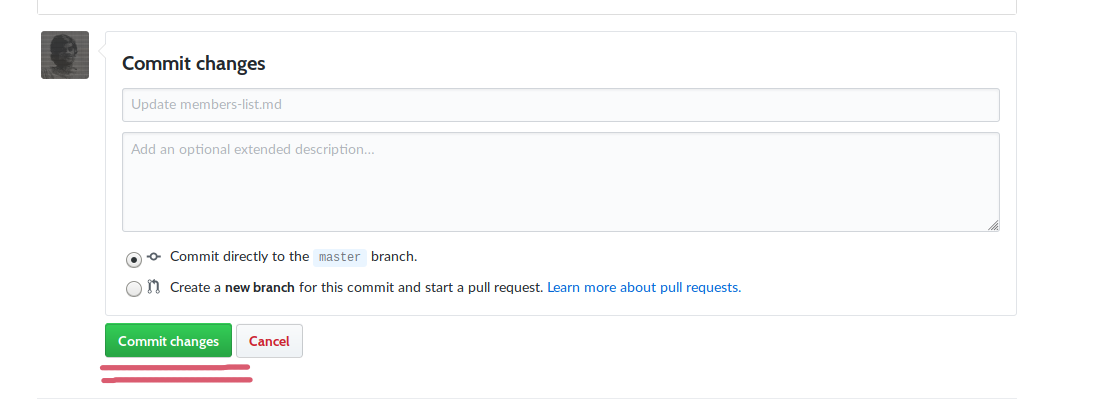 Commit changes
Update members-list.md
Add an optional extended description...
Commit directly to the master branch.
Create a new branch for this commit and start a pull request. Learn more about pull requests.
Commit changes Cancel